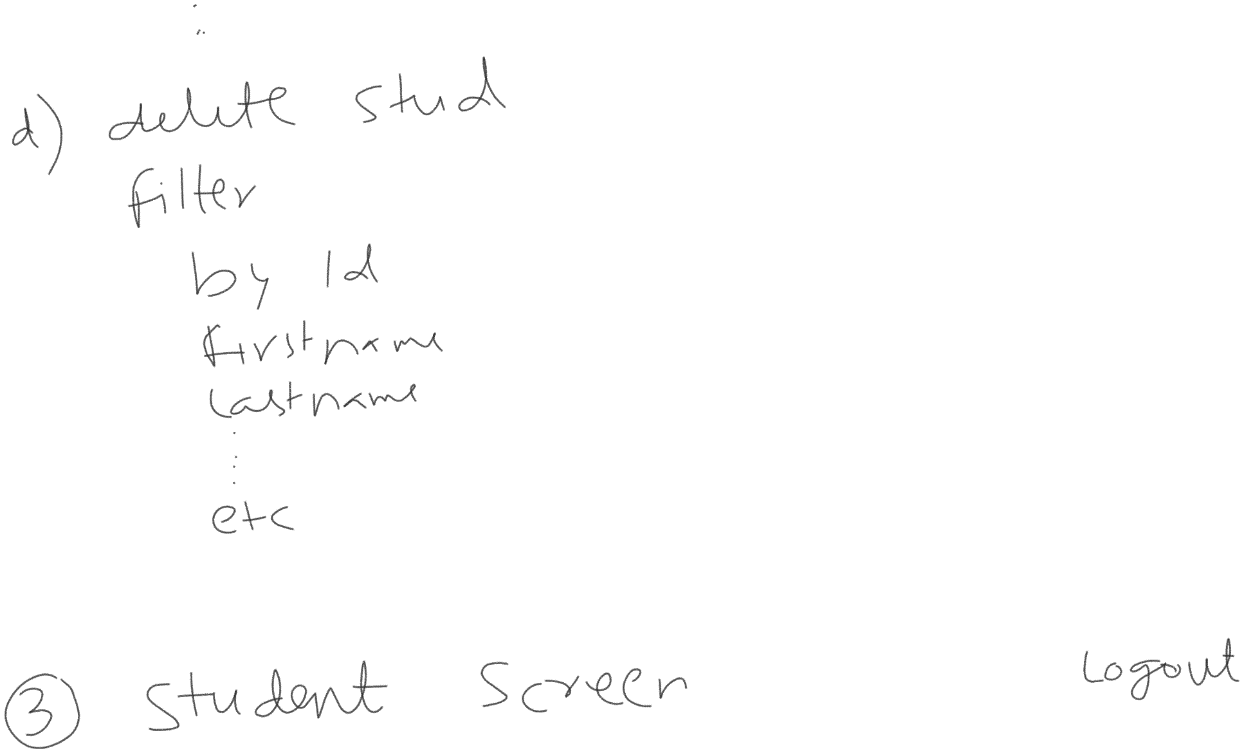 d) delete stud
filter
by Id
firstname
lastname
etc
③ Student Screen Logout